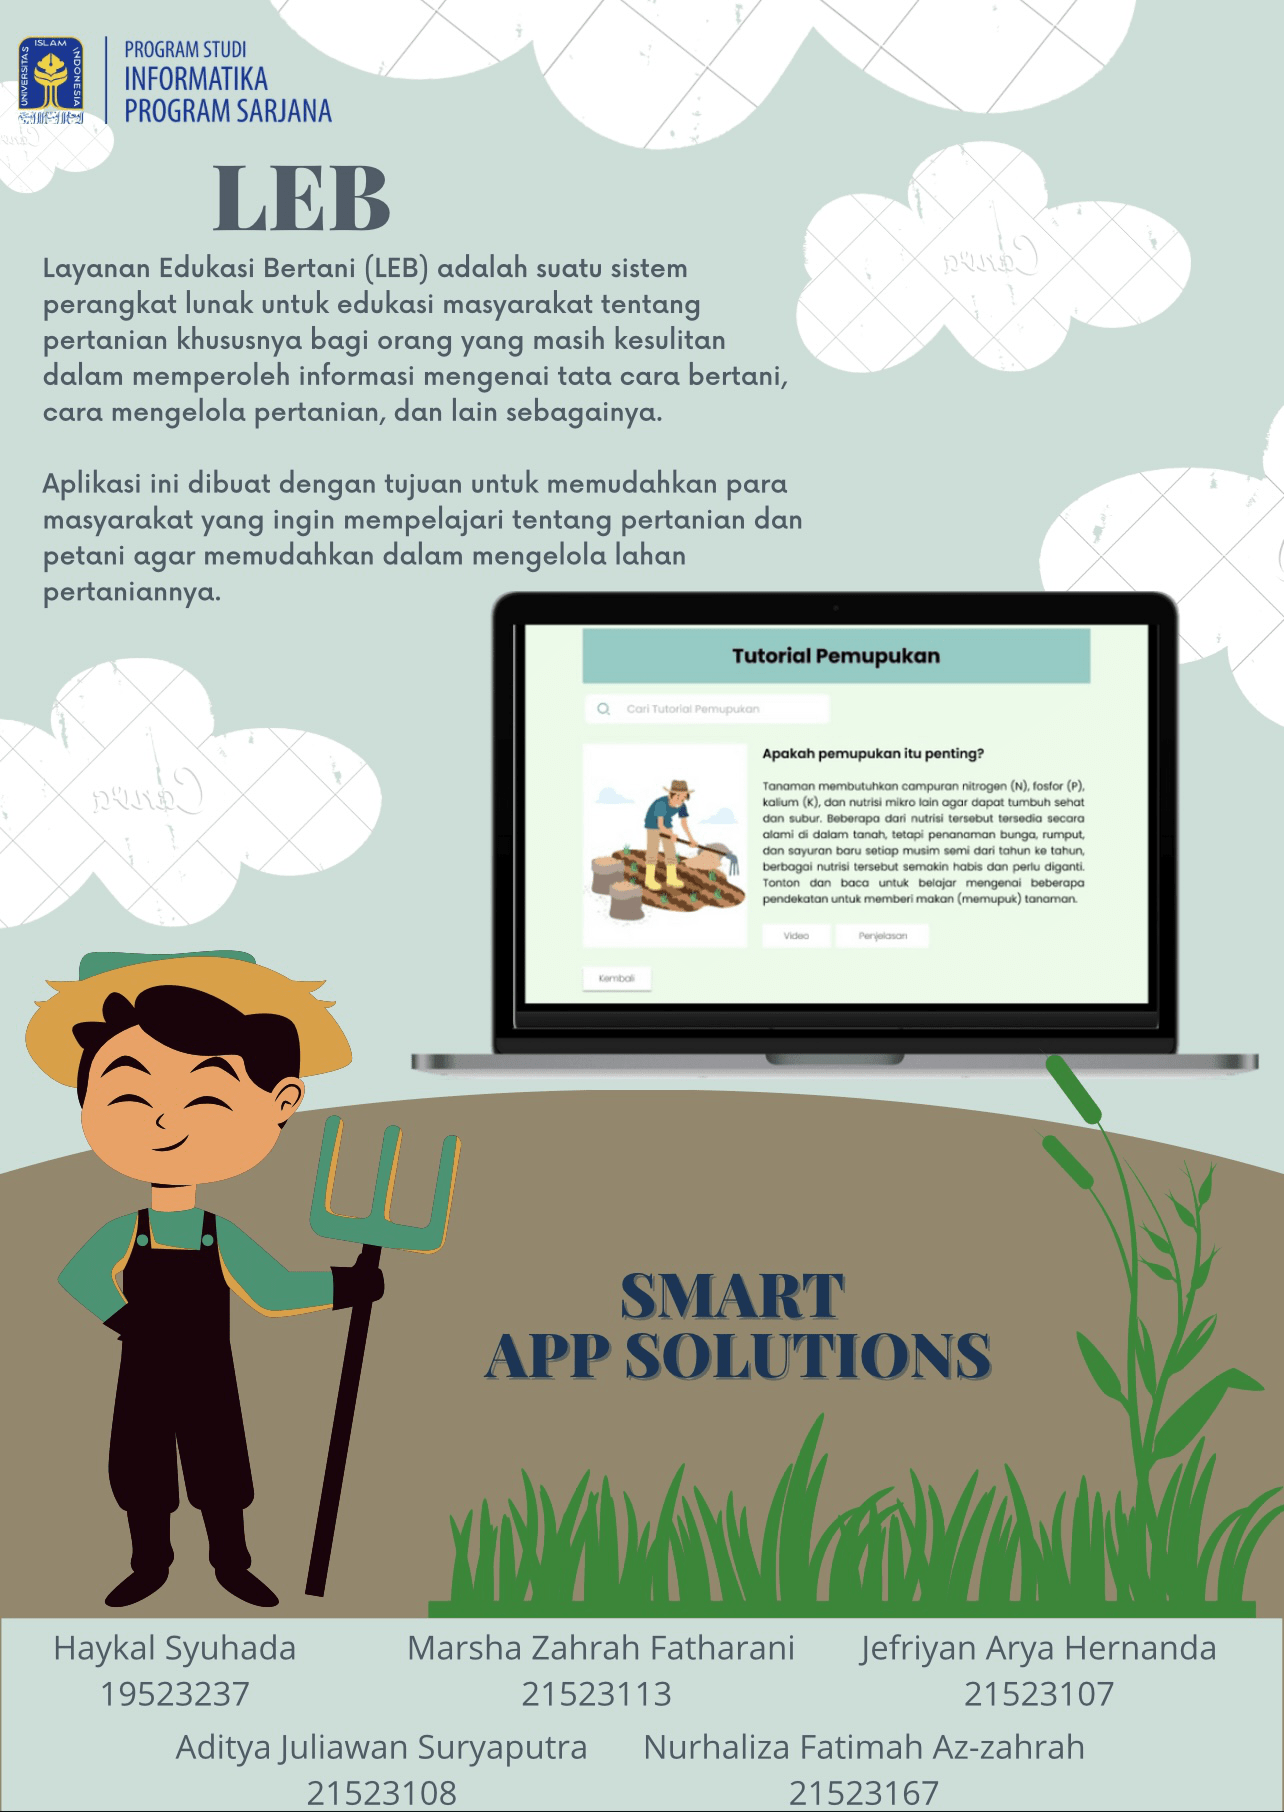 UNIVERSITAS ISLAM INDONESIA
PROGRAM STUDI
INFORMATIKA
PROGRAM SARJANA
LEB
Layanan Edukasi Bertani (LEB) adalah suatu sistem
perangkat lunak untuk edukasi masyarakat tentang
pertanian khususnya bagi orang yang masih kesulitan
dalam memperoleh informasi mengenai tata cara bertani,
cara mengelola pertanian, dan lain sebagainya.
Aplikasi ini dibuat dengan tujuan untuk memudahkan para
masyarakat yang ingin mempelajari tentang pertanian dan
petani agar memudahkan dalam mengelola lahan
pertaniannya.
Canva
Canva
Tutorial Pemupukan
Cari Tutorial Pemupukan
Apakah pemupukan itu penting?
Tanaman membutuhkan campuran nitrogen (N), fosfor (P),
kalium (K), dan nutrisi mikro lain agar dapat tumbuh sehat
dan subur. Beberapa dari nutrisi tersebut tersedia secara
alami di dalam tanah, tetapi penanaman bunga, rumput,
dan sayuran baru setiap musim semi dari tahun ke tahun,
berbagai nutrisi tersebut semakin habis dan perlu diganti.
Tonton dan baca untuk belajar mengenai beberapa
pendekatan untuk memberi makan (memupuk) tanaman.
Video Penjelasan
Kembali
SMART
APP SOLUTIONS
Haykal Syuhada Marsha Zahrah Fatharani Jefriyan Arya Hernanda
19523237 21523113 21523107
Aditya Juliawan Suryaputra Nurhaliza Fatimah Az-zahrah
21523108 21523167